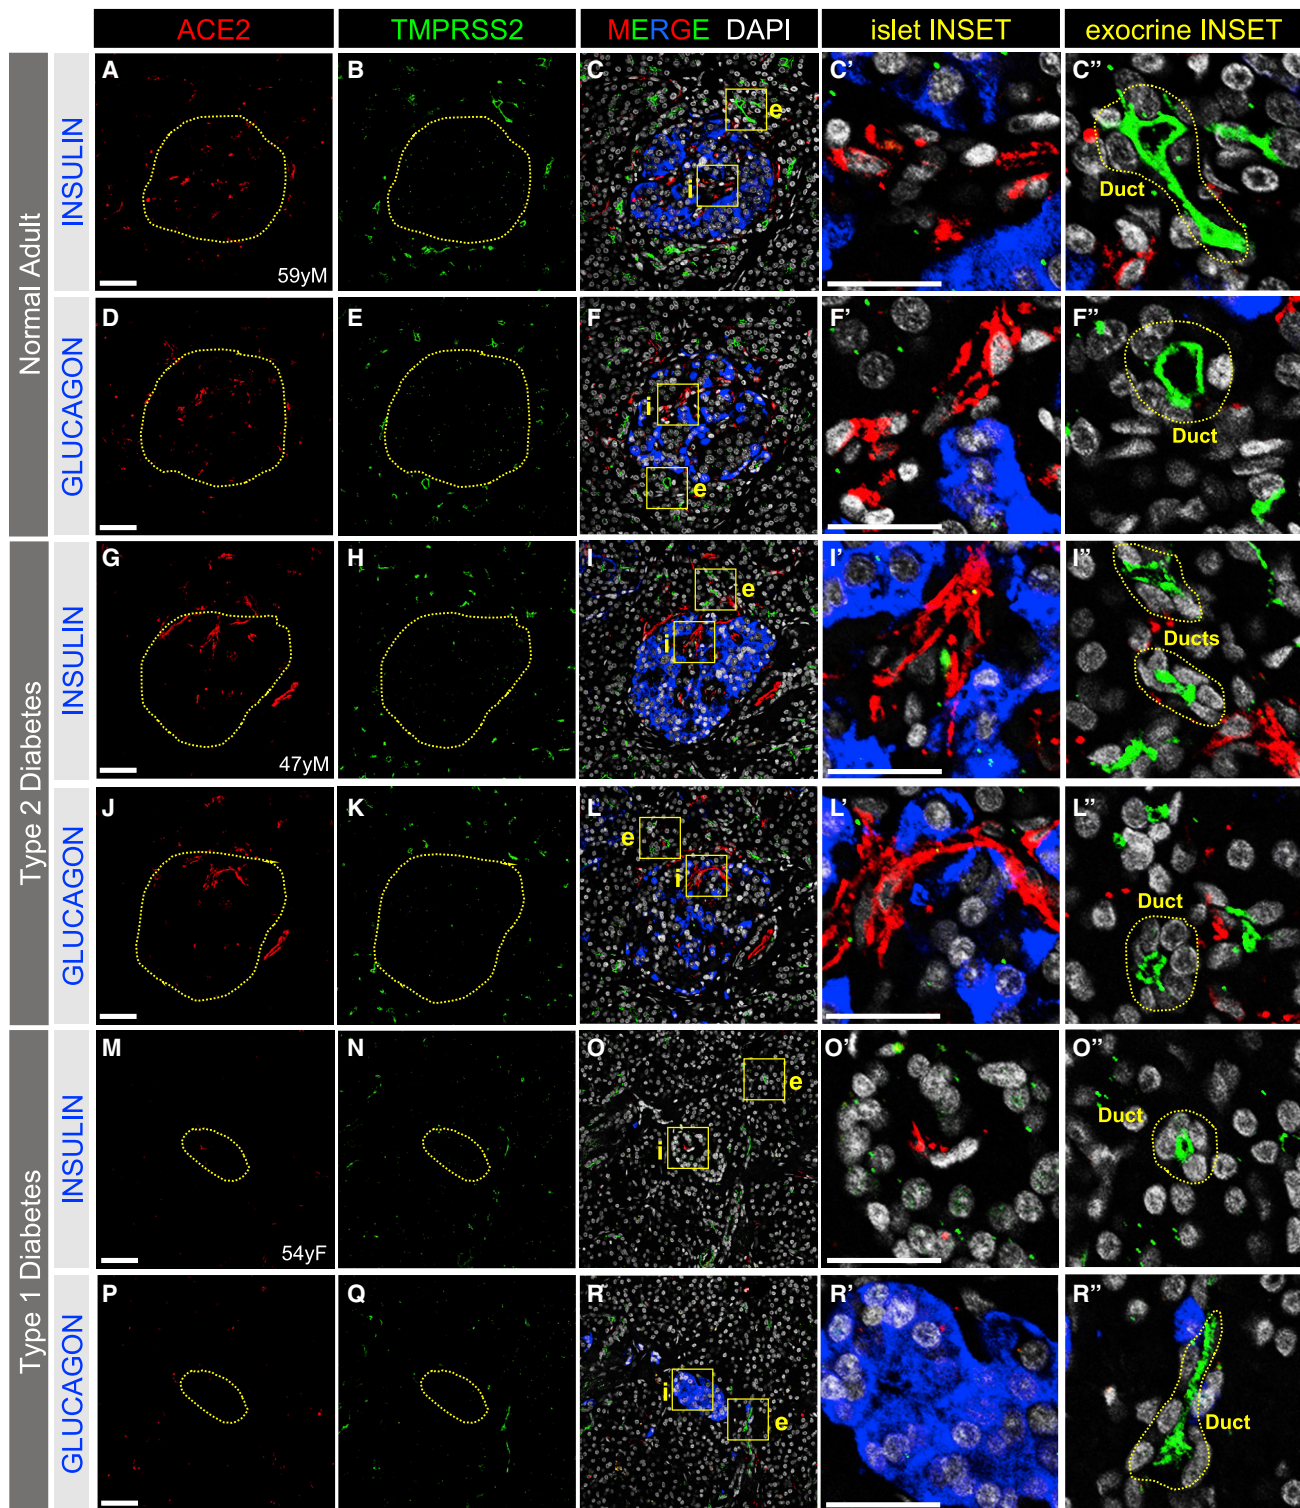 ACE2 TMPRSS2 MERGE DAPI islet INSET exocrine INSET
Normal Adult
INSULIN
A B C C' C"
e
i
Duct
59yM
GLUCAGON
D E F F' F"
i
e
Duct
Type 2 Diabetes
INSULIN
G H I I' I"
e
i
Ducts
47yM
GLUCAGON
J K L L' L"
e
i
Duct
Type 1 Diabetes
INSULIN
M N O O' O"
e
i
Duct
54yF
GLUCAGON
P Q R R' R"
i
e
Duct